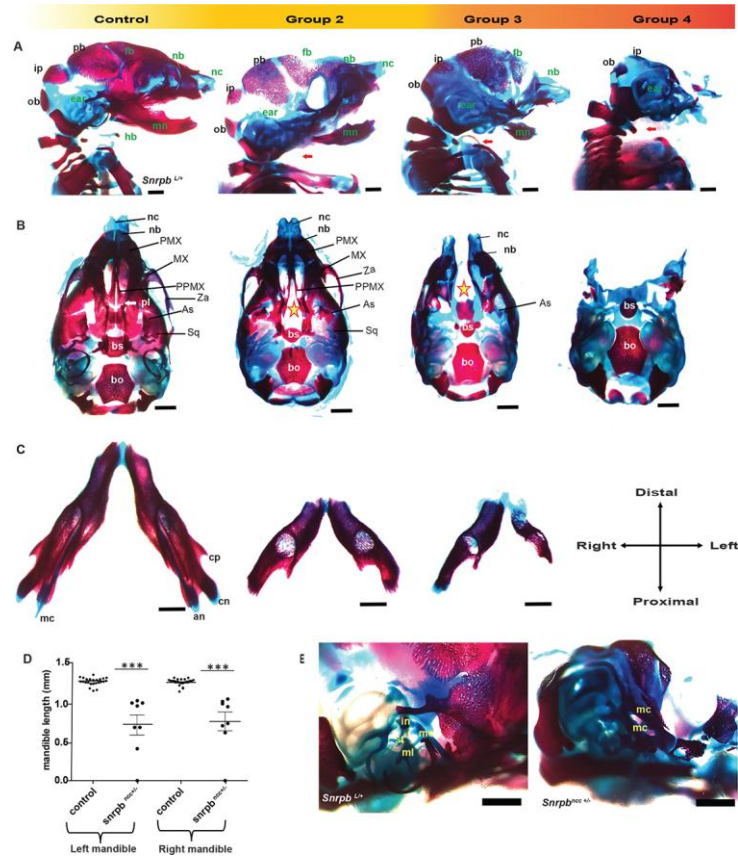 Control Group 2 Group 3 Group 4
A
pb fb nb nc ip ob ear mn hb Snrpb L/+
pb fb nb nc ip ob ear mn
pb fb nb ip ob ear mn
ip ob
B
nc nb PMX MX PPMX Za pl As Sq bs bo
nc nb PMX MX Za PPMX As Sq bs bo
nc nb As bs bo
bs bo
C
cp cn an mc
Distal
Right Left
Proximal
D
mandible length (mm)
1.5
1.0
0.5
0.0
*** ***
control snrpb ncc+/- control snrpb ncc+/-
Left mandible Right mandible
E
in ml Snrpb L/+
mc mc Snrpb ncc +/-